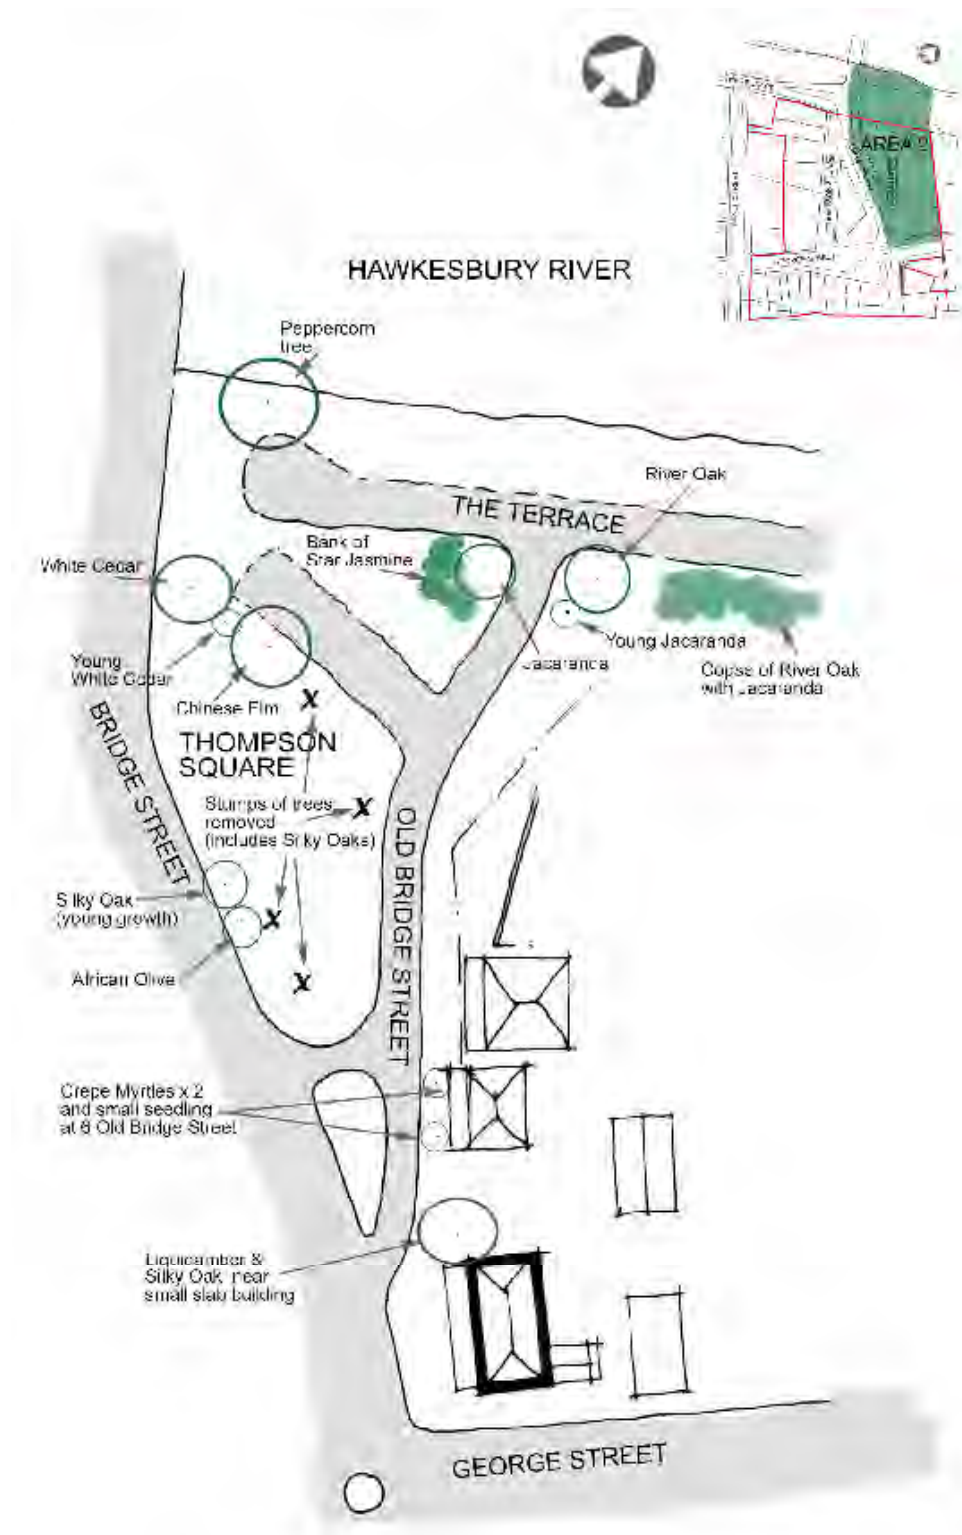 AREA 9
HAWKESBURY RIVER
Peppercorn
tree
River Oak
THE TERRACE
Bank of
Star Jasmine
White Cedar
Young Jacaranda
Jacaranda
Copse of River Oak
with Jacaranda
Young
White Cedar
Chinese Elm
BRIDGE STREET
THOMPSON
SQUARE
Stumps of trees
removed
(includes Silky Oaks)
OLD BRIDGE STREET
Silky Oak
(young growth)
African Olive
Crepe Myrtles x 2
and small seedling
at 6 Old Bridge Street
Liquidamber &
Silky Oak near
small slab building
GEORGE STREET